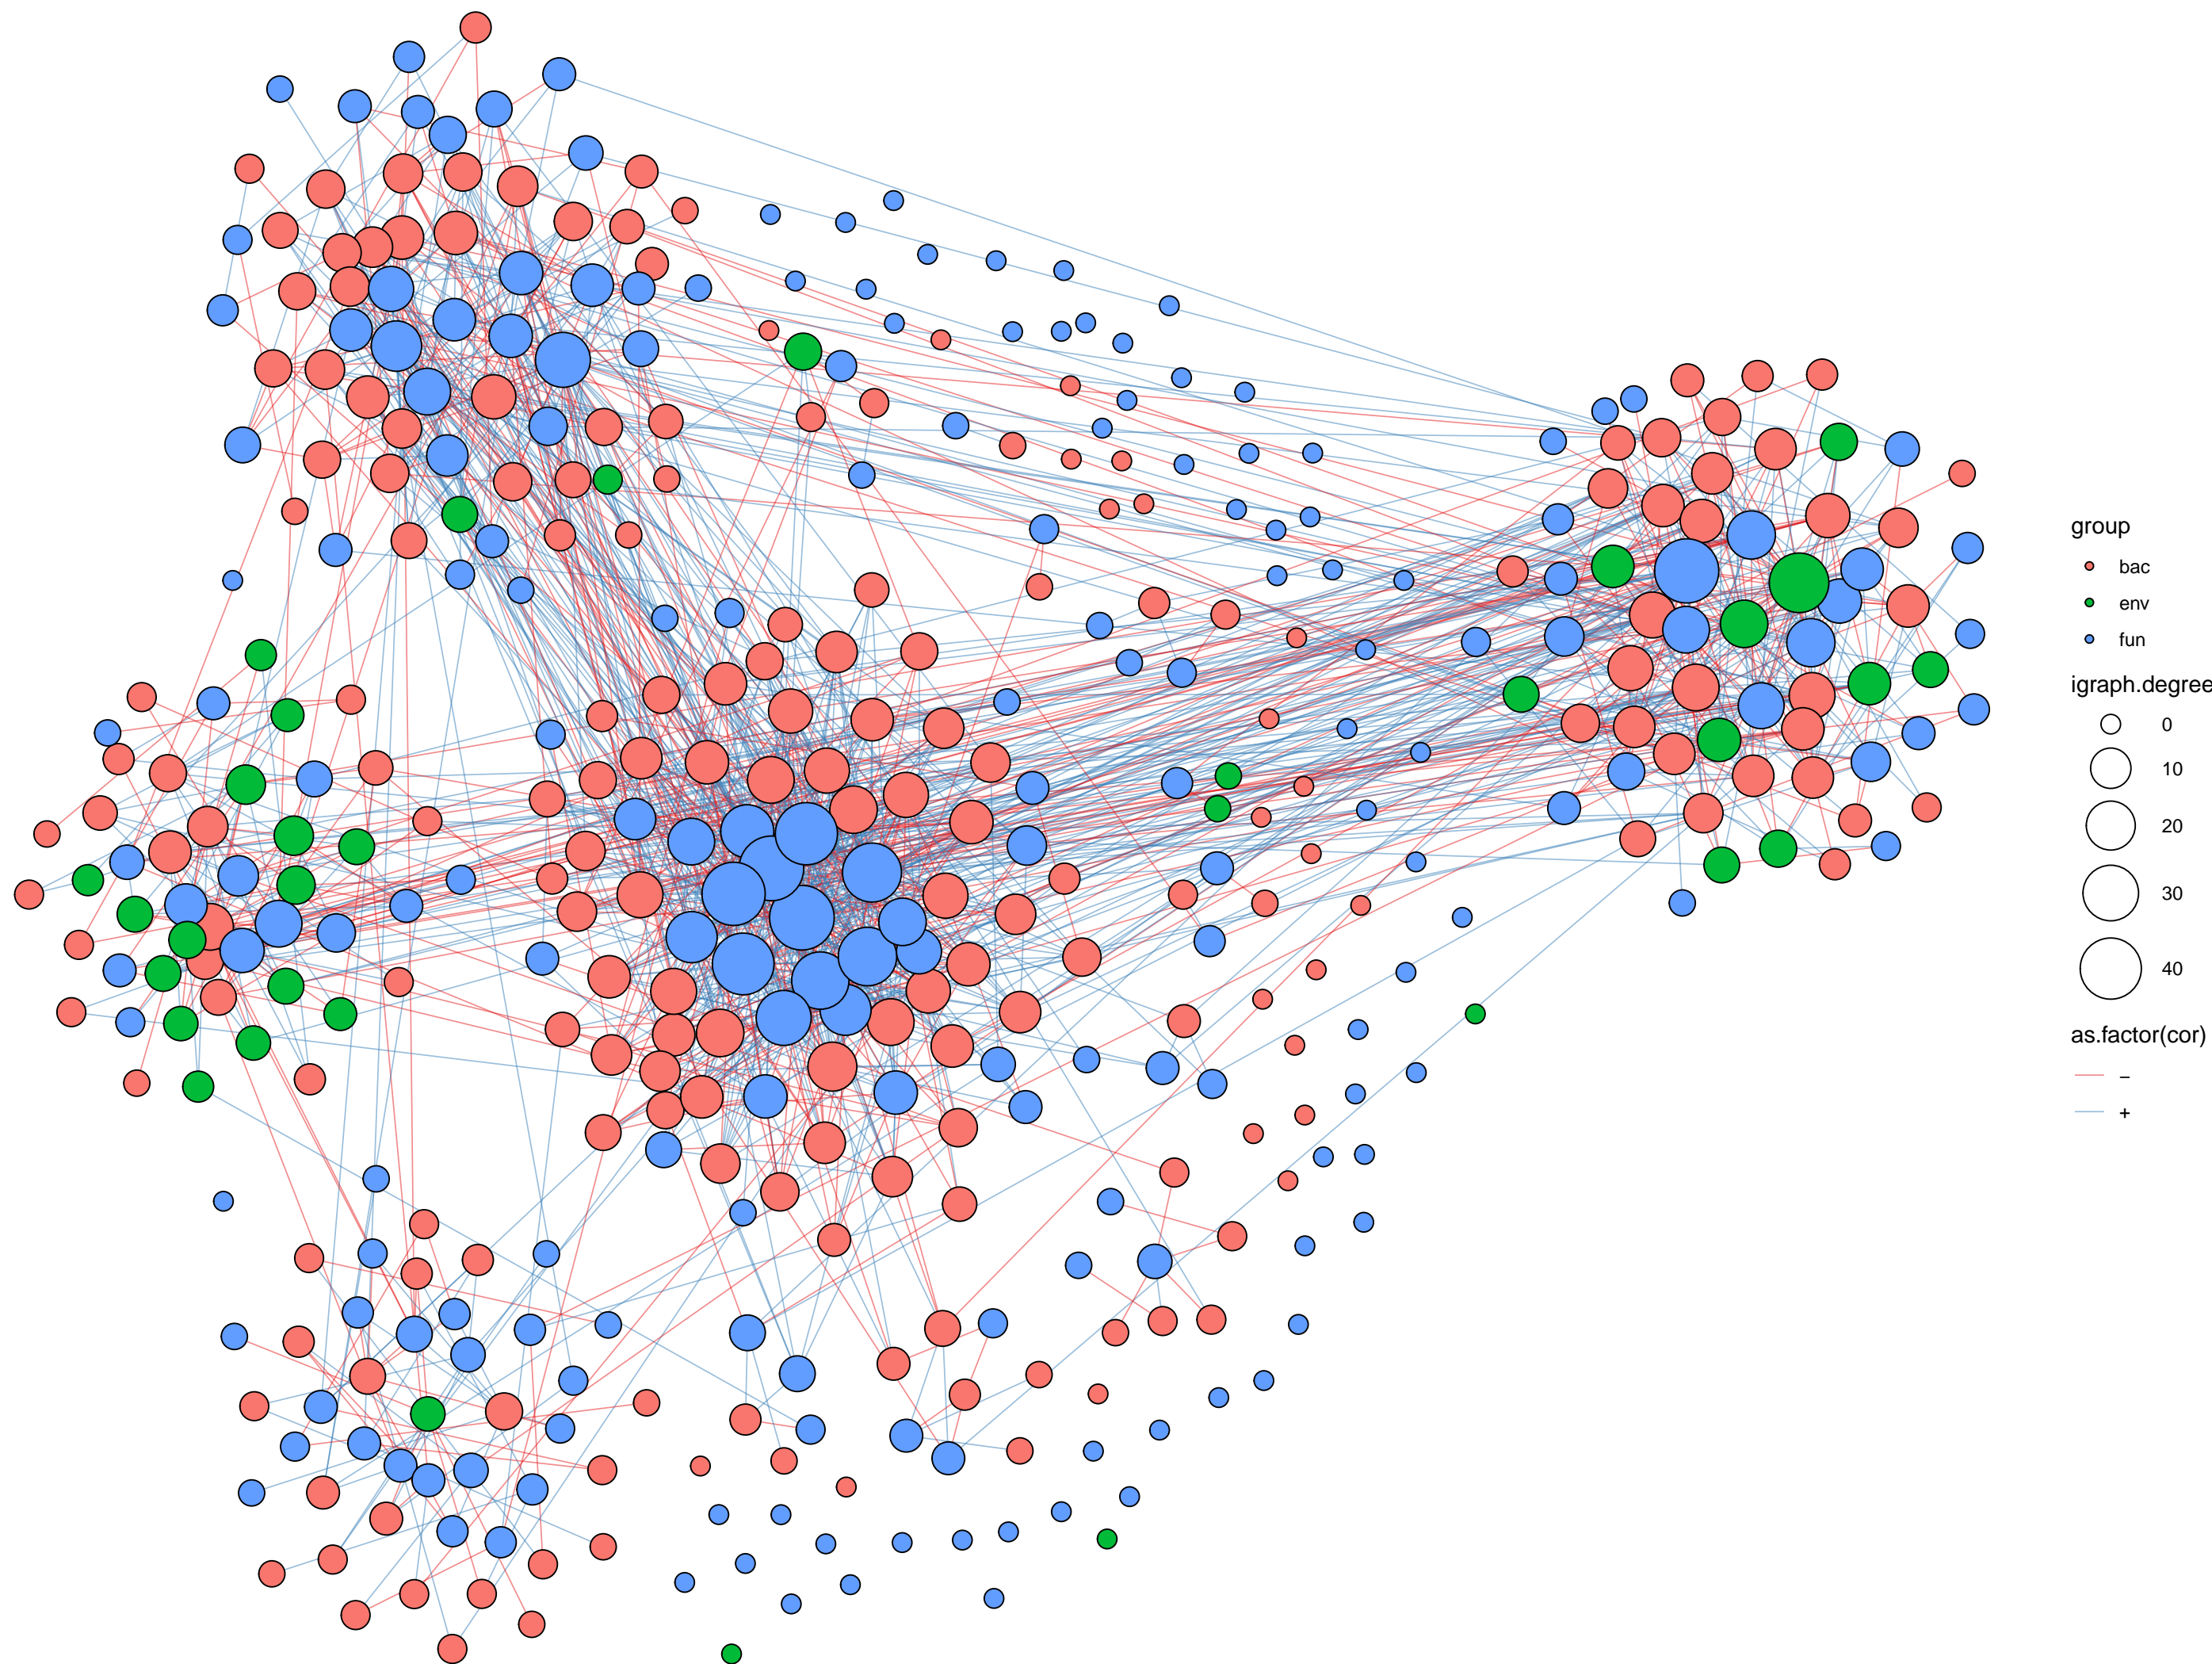 group
bac
env
fun
igraph.degree
0
10
20
30
40
as.factor(cor)
–
+